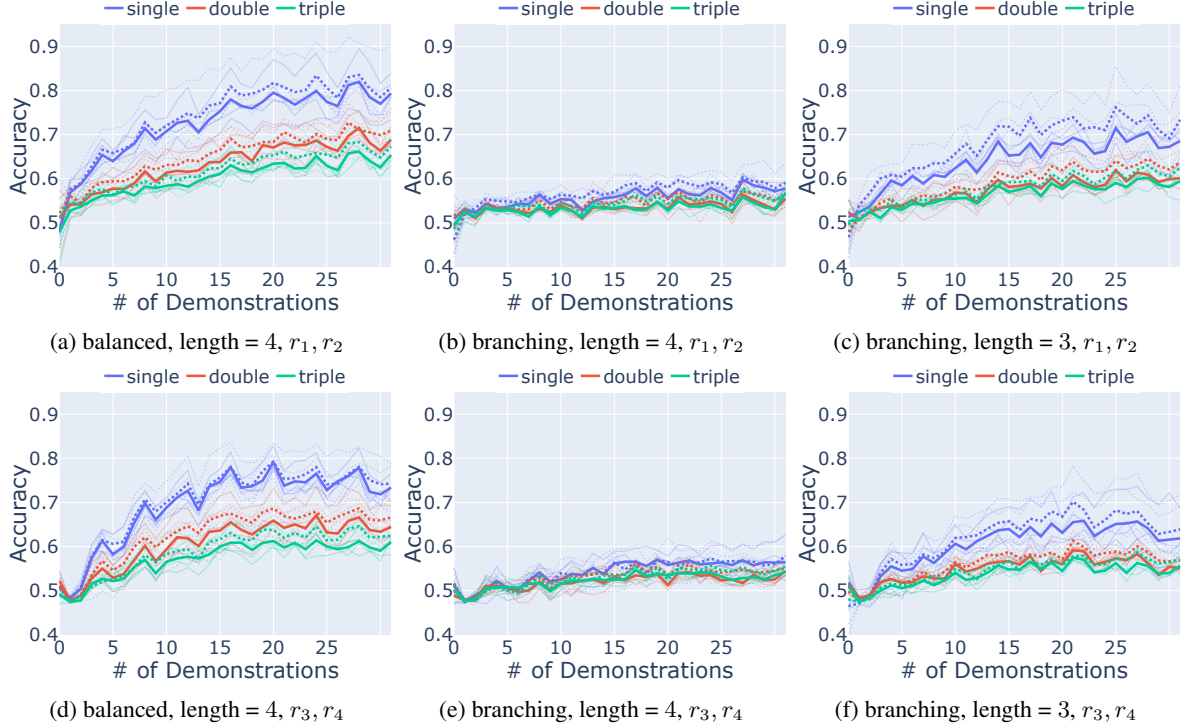 single double triple single double triple single double triple
0.9 0.9 0.9
0.8 0.8 0.8
0.7 0.7 0.7
0.6 0.6 0.6
0.5 0.5 0.5
0.4 0.4 0.4
Accuracy Accuracy Accuracy
0 5 10 15 20 25 0 5 10 15 20 25 0 5 10 15 20 25
# of Demonstrations # of Demonstrations # of Demonstrations
(a) balanced, length = 4, r₁, r₂ (b) branching, length = 4, r₁, r₂ (c) branching, length = 3, r₁, r₂
single double triple single double triple single double triple
0.9 0.9 0.9
0.8 0.8 0.8
0.7 0.7 0.7
0.6 0.6 0.6
0.5 0.5 0.5
0.4 0.4 0.4
Accuracy Accuracy Accuracy
0 5 10 15 20 25 0 5 10 15 20 25 0 5 10 15 20 25
# of Demonstrations # of Demonstrations # of Demonstrations
(d) balanced, length = 4, r₃, r₄ (e) branching, length = 4, r₃, r₄ (f) branching, length = 3, r₃, r₄